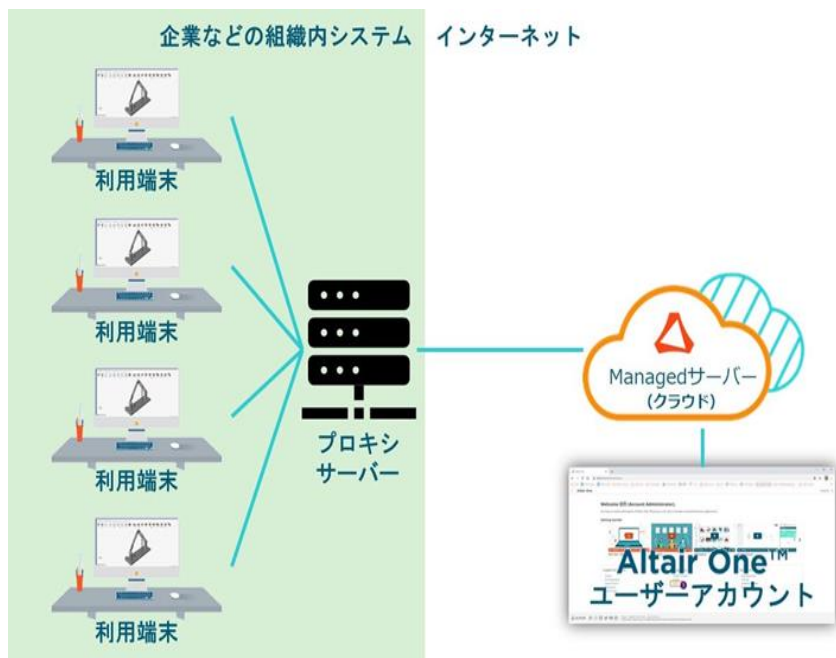 企業などの組織内システム
インターネット
利用端末
利用端末
利用端末
利用端末
プロキシ
サーバー
Managedサーバー
(クラウド)
Altair One™
ユーザーアカウント